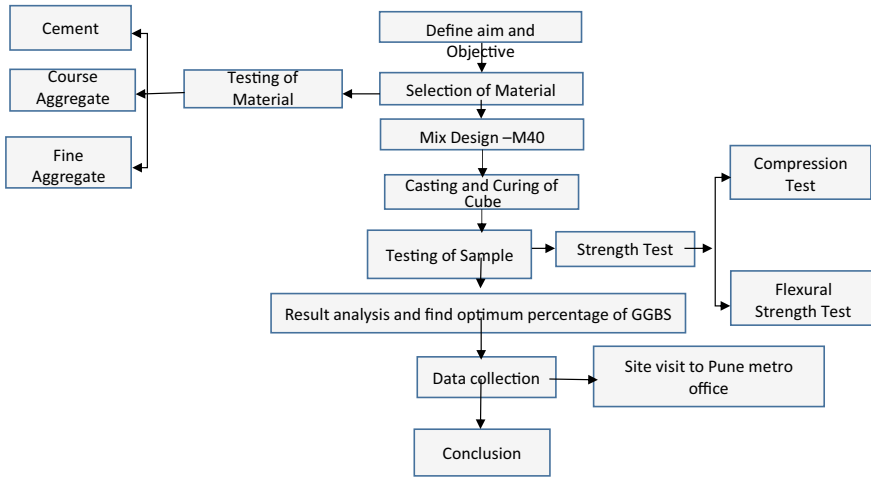 Cement
Define aim and
Objective
Course
Aggregate
Testing of
Material
Selection of Material
Mix Design –M40
Fine
Aggregate
Casting and Curing of
Cube
Compression
Test
Testing of Sample
Strength Test
Flexural
Strength Test
Result analysis and find optimum percentage of GGBS
Data collection
Site visit to Pune metro
office
Conclusion